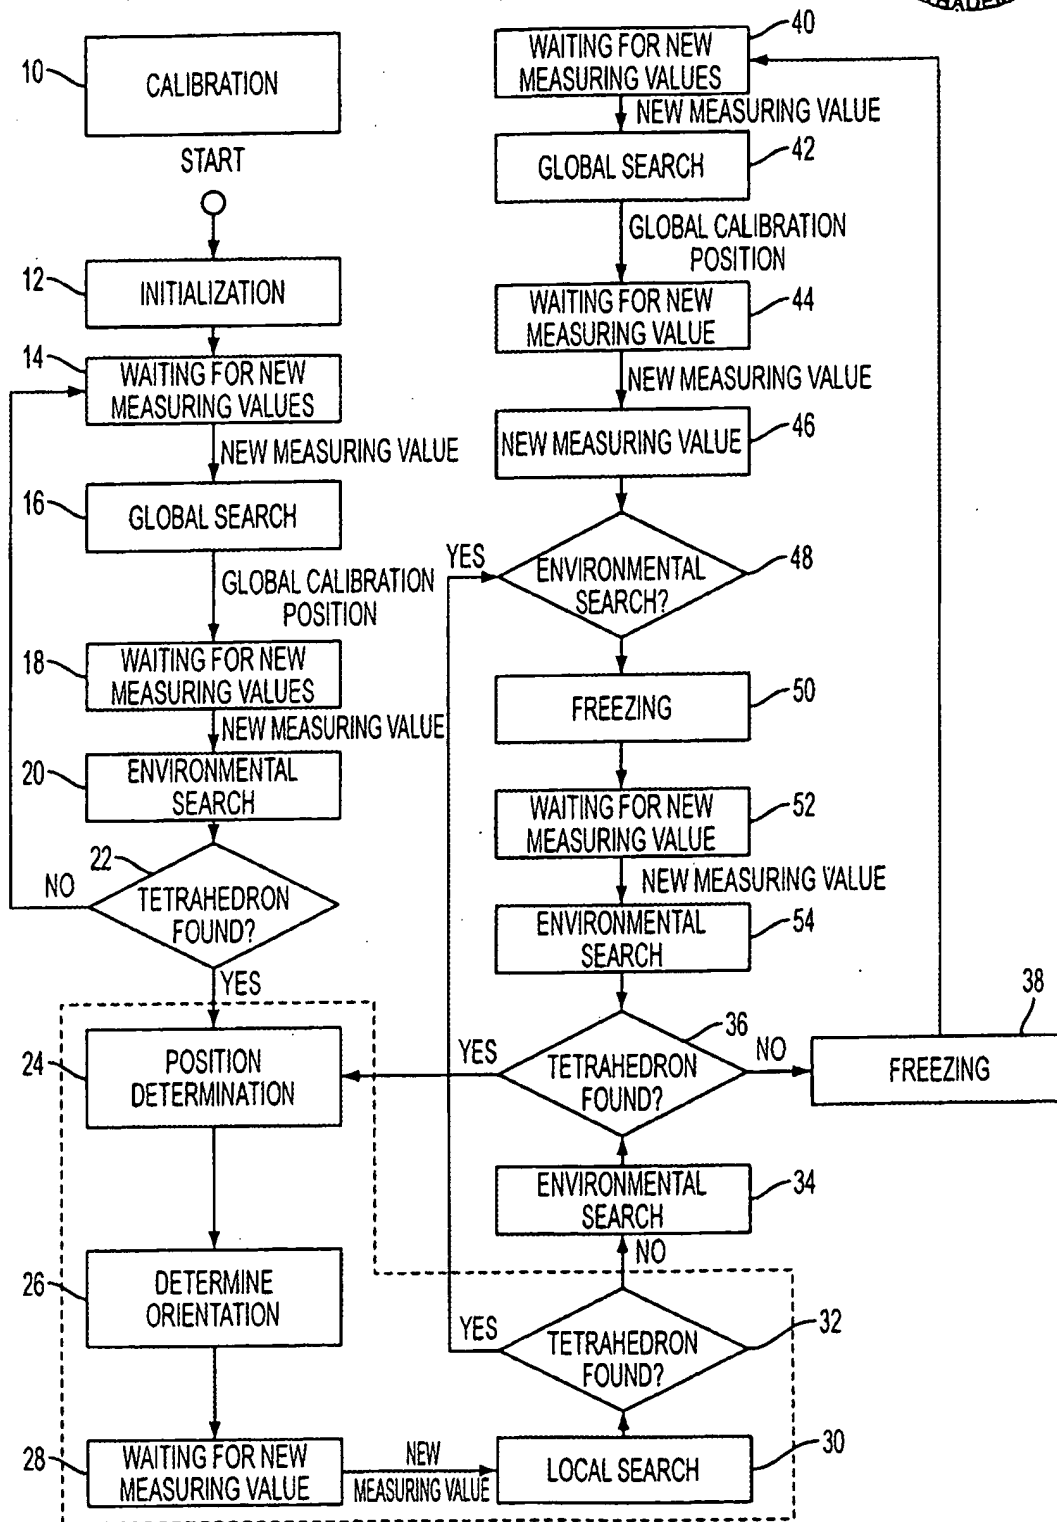 10
CALIBRATION
START
12
INITIALIZATION
14
WAITING FOR NEW
MEASURING VALUES
NEW MEASURING VALUE
16
GLOBAL SEARCH
GLOBAL CALIBRATION
POSITION
18
WAITING FOR NEW
MEASURING VALUES
NEW MEASURING VALUE
20
ENVIRONMENTAL
SEARCH
22
NO
TETRAHEDRON
FOUND?
YES
24
POSITION
DETERMINATION
26
DETERMINE
ORIENTATION
28
WAITING FOR NEW
MEASURING VALUE
NEW
MEASURING VALUE
40
WAITING FOR NEW
MEASURING VALUES
NEW MEASURING VALUE
42
GLOBAL SEARCH
GLOBAL CALIBRATION
POSITION
44
WAITING FOR NEW
MEASURING VALUE
NEW MEASURING VALUE
46
NEW MEASURING VALUE
YES
48
ENVIRONMENTAL
SEARCH?
50
FREEZING
52
WAITING FOR NEW
MEASURING VALUE
NEW MEASURING VALUE
54
ENVIRONMENTAL
SEARCH
36
YES
TETRAHEDRON
FOUND?
NO
38
FREEZING
34
ENVIRONMENTAL
SEARCH
NO
32
YES
TETRAHEDRON
FOUND?
30
LOCAL SEARCH